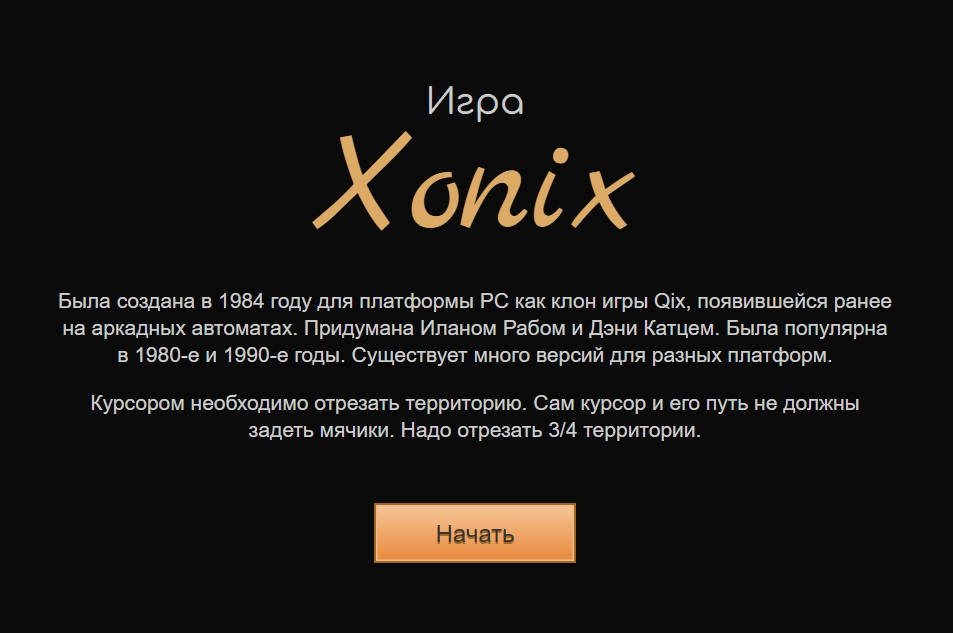 Игра
Xonix
Была создана в 1984 году для платформы PC как клон игры Qix, появившейся ранее
на аркадных автоматах. Придумана Иланом Рабом и Дэни Катцем. Была популярна
в 1980-е и 1990-е годы. Существует много версий для разных платформ.
Курсором необходимо отрезать территорию. Сам курсор и его путь не должны
задеть мячики. Надо отрезать 3/4 территории.
Начать